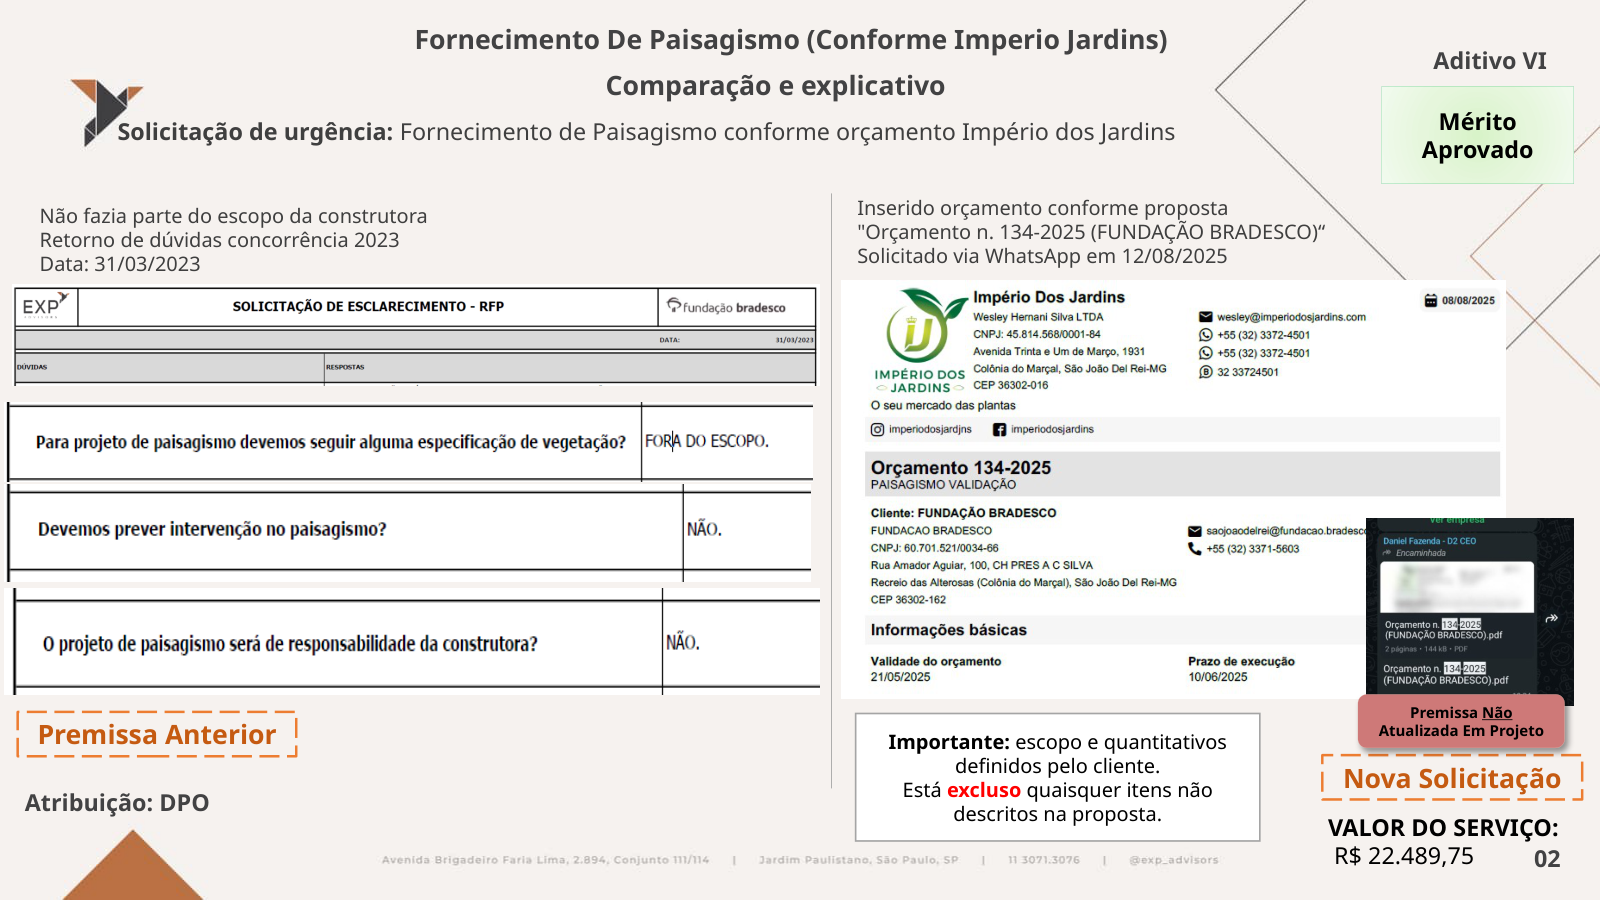 Fornecimento De Paisagismo (Conforme Imperio Jardins)
Comparação e explicativo
Solicitação de urgência: Fornecimento de Paisagismo conforme orçamento Império dos Jardins
Aditivo VI
Mérito
Aprovado
Não fazia parte do escopo da construtora
Retorno de dúvidas concorrência 2023
Data: 31/03/2023
EXP
SOLICITAÇÃO DE ESCLARECIMENTO - RFP
fundação bradesco
DATA: 31/03/2023
DÚVIDAS
RESPOSTAS
Para projeto de paisagismo devemos seguir alguma especificação de vegetação?
FORA DO ESCOPO.
Devemos prever intervenção no paisagismo?
NÃO.
O projeto de paisagismo será de responsabilidade da construtora?
NÃO.
Premissa Anterior
Atribuição: DPO
Inserido orçamento conforme proposta
"Orçamento n. 134-2025 (FUNDAÇÃO BRADESCO)“
Solicitado via WhatsApp em 12/08/2025
IMPÉRIO DOS
JARDINS
Império Dos Jardins
Wesley Hernani Silva LTDA
CNPJ: 45.814.568/0001-84
Avenida Trinta e Um de Março, 1931
Colônia do Marçal, São João Del Rei-MG
CEP 36302-016
wesley@imperiodosjardins.com
+55 (32) 3372-4501
+55 (32) 3372-4501
32 33724501
08/08/2025
O seu mercado das plantas
imperiodosjardjns
imperiodosjardins
Orçamento 134-2025
PAISAGISMO VALIDAÇÃO
Cliente: FUNDAÇÃO BRADESCO
FUNDACAO BRADESCO
CNPJ: 60.701.521/0034-66
Rua Amador Aguiar, 100, CH PRES A C SILVA
Recreio das Alterosas (Colônia do Marçal), São João Del Rei-MG
CEP 36302-162
saojoaodelrei@fundacao.bradesco
+55 (32) 3371-5603
Informações básicas
Validade do orçamento
21/05/2025
Prazo de execução
10/06/2025
Ver empresa
Daniel Fazenda - D2 CEO
Encaminhada
Orçamento n. 134-2025
(FUNDAÇÃO BRADESCO).pdf
2 páginas • 144 kB • PDF
Orçamento n. 134-2025
(FUNDAÇÃO BRADESCO).pdf
Premissa Não
Atualizada Em Projeto
Importante: escopo e quantitativos
definidos pelo cliente.
Está excluso quaisquer itens não
descritos na proposta.
Nova Solicitação
VALOR DO SERVIÇO:
R$ 22.489,75
02
Avenida Brigadeiro Faria Lima, 2.894, Conjunto 111/114 | Jardim Paulistano, São Paulo, SP | 11 3071.3076 | @exp_advisors